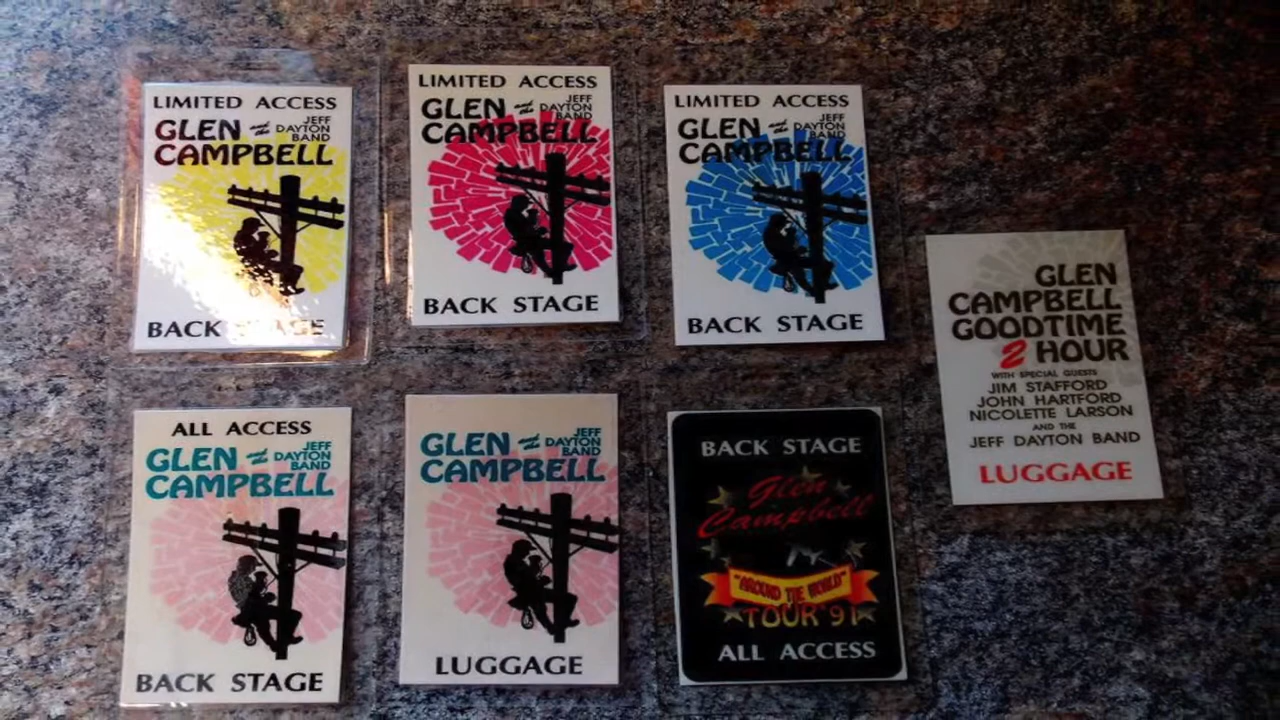 LIMITED ACCESS
GLEN and the JEFF DAYTON BAND
CAMPBELL
BACK STAGE
LIMITED ACCESS
GLEN and the JEFF DAYTON BAND
CAMPBELL
BACK STAGE
LIMITED ACCESS
GLEN and the JEFF DAYTON BAND
CAMPBELL
BACK STAGE
GLEN
CAMPBELL
GOODTIME
2 HOUR
WITH SPECIAL GUESTS
JIM STAFFORD
JOHN HARTFORD
NICOLETTE LARSON
AND THE
JEFF DAYTON BAND
LUGGAGE
ALL ACCESS
GLEN and the JEFF DAYTON BAND
CAMPBELL
BACK STAGE
GLEN and the JEFF DAYTON BAND
CAMPBELL
LUGGAGE
BACK STAGE
Glen
Campbell
"AROUND THE WORLD"
TOUR '91
ALL ACCESS